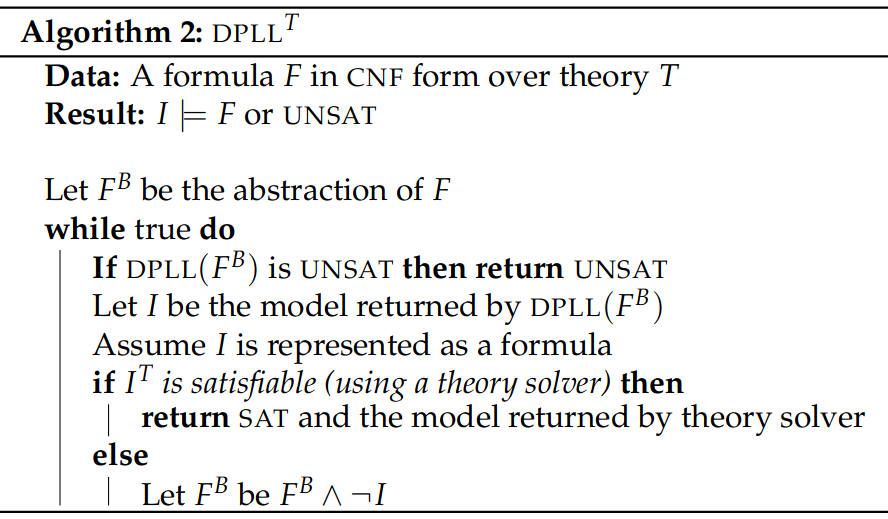 Algorithm 2: DPLL^T
Data: A formula F in CNF form over theory T
Result: I ⊨ F or UNSAT
Let F^B be the abstraction of F
while true do
If DPLL(F^B) is UNSAT then return UNSAT
Let I be the model returned by DPLL(F^B)
Assume I is represented as a formula
if I^T is satisfiable (using a theory solver) then
return SAT and the model returned by theory solver
else
Let F^B be F^B ∧ ¬I